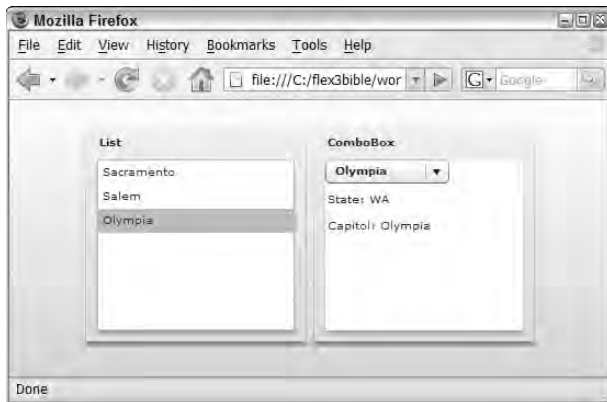 Mozilla Firefox
File Edit View History Bookmarks Tools Help
file:///C:/flex3bible/wor
G Google
List
Sacramento
Salem
Olympia
ComboBox
Olympia
State: WA
Capitol: Olympia
Done